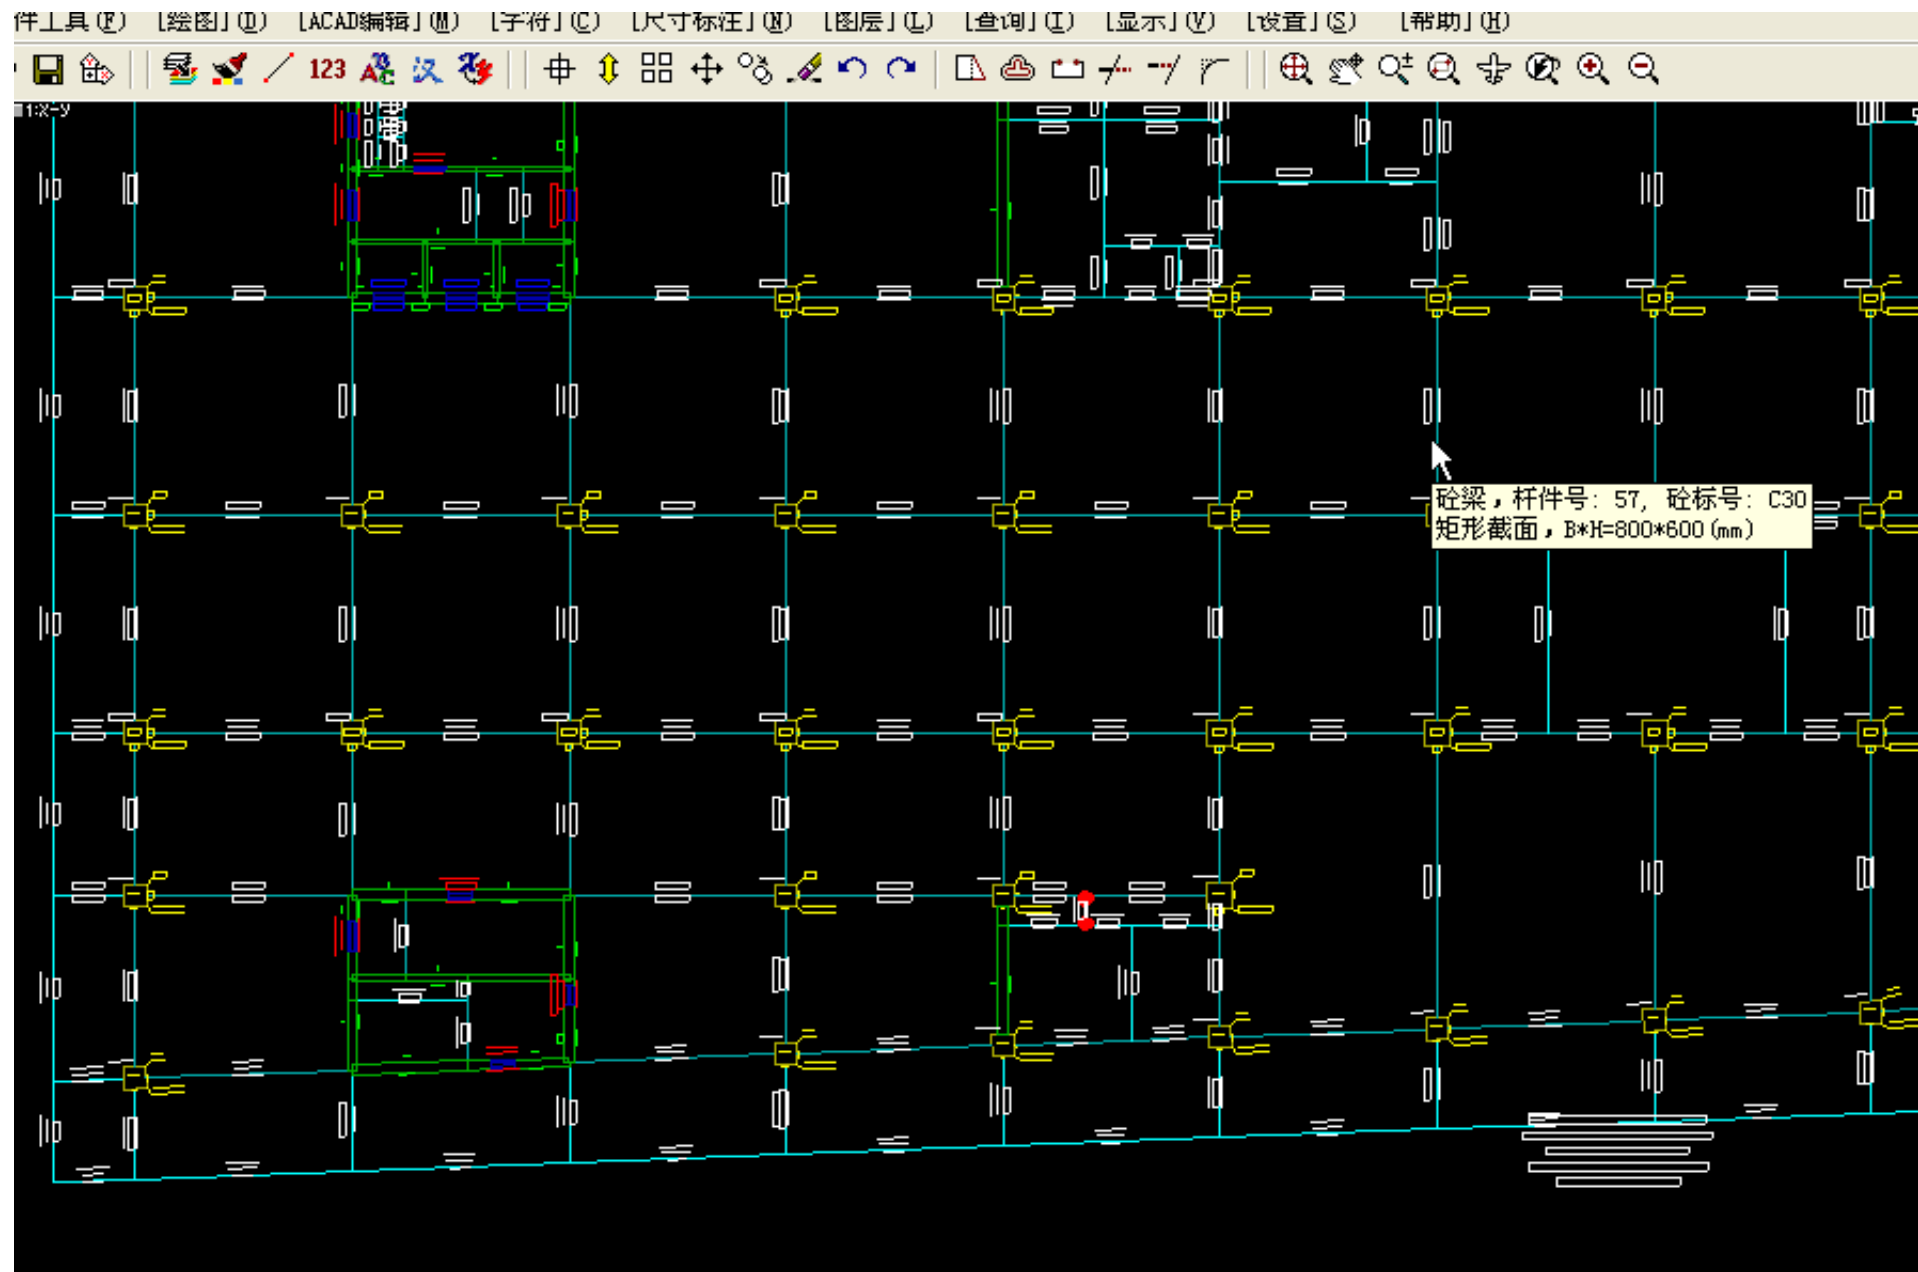 件工具](F) [绘图](D) [ACAD编辑](M) [字符](C) [尺寸标注](N) [图层](L) [查询](I) [显示](V) [设置](S) [帮助](H)
123
汉
1:X-Y
砼梁,杆件号: 57, 砼标号: C30
矩形截面,B*H=800*600(mm)